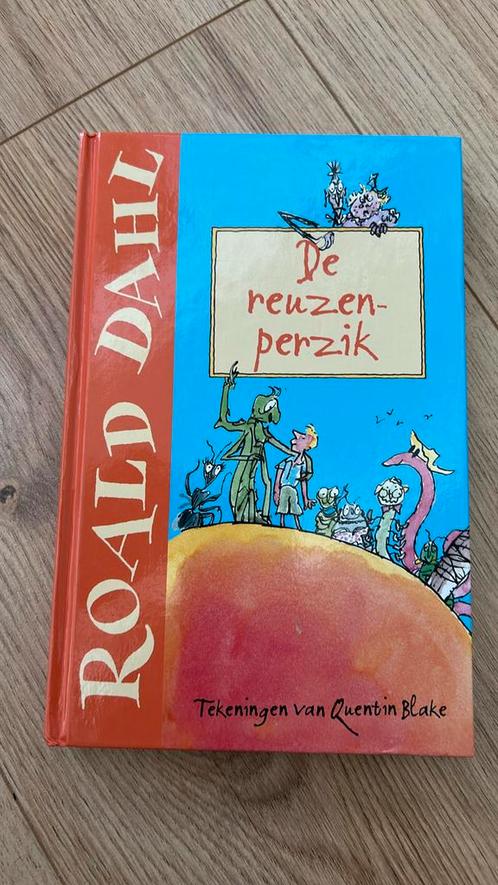 ROALD DAHL
De
reuzen-
perzik
Tekeningen van Quentin Blake